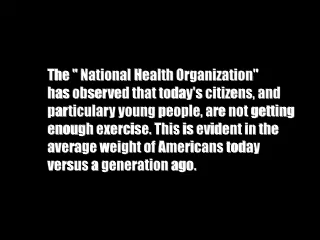 The " National Health Organization"
has observed that today's citizens, and
particulary young people, are not getting
enough exercise. This is evident in the
average weight of Americans today
versus a generation ago.